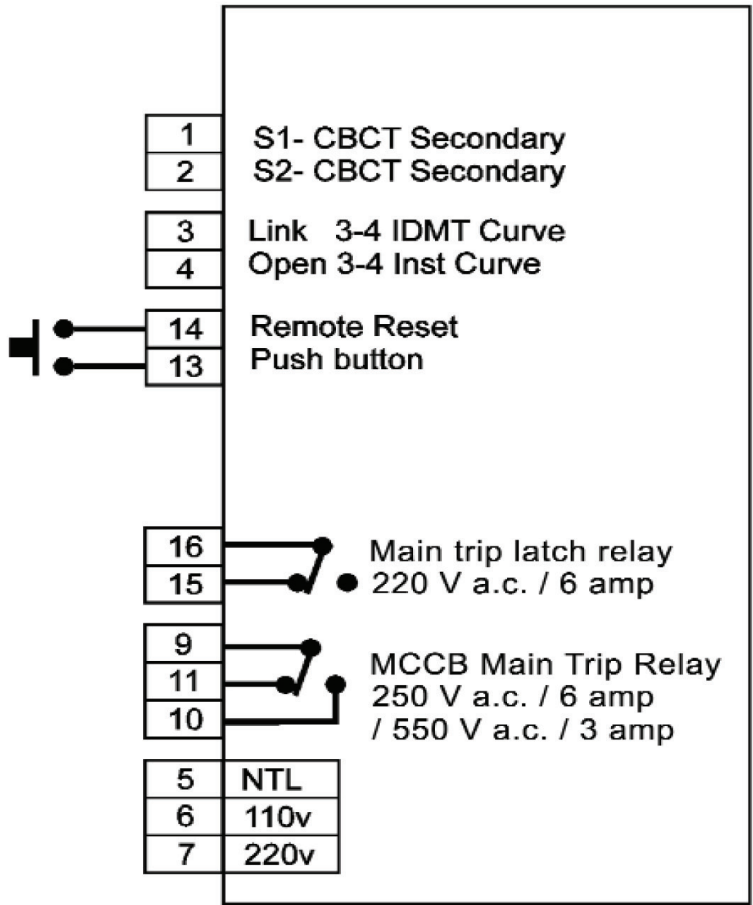 1 S1- CBCT Secondary
2 S2- CBCT Secondary
3 Link 3-4 IDMT Curve
4 Open 3-4 Inst Curve
14 Remote Reset
13 Push button
16 Main trip latch relay
15 220 V a.c. / 6 amp
9
MCCB Main Trip Relay
11 250 V a.c. / 6 amp
10 / 550 V a.c. / 3 amp
5 NTL
6 110v
7 220v